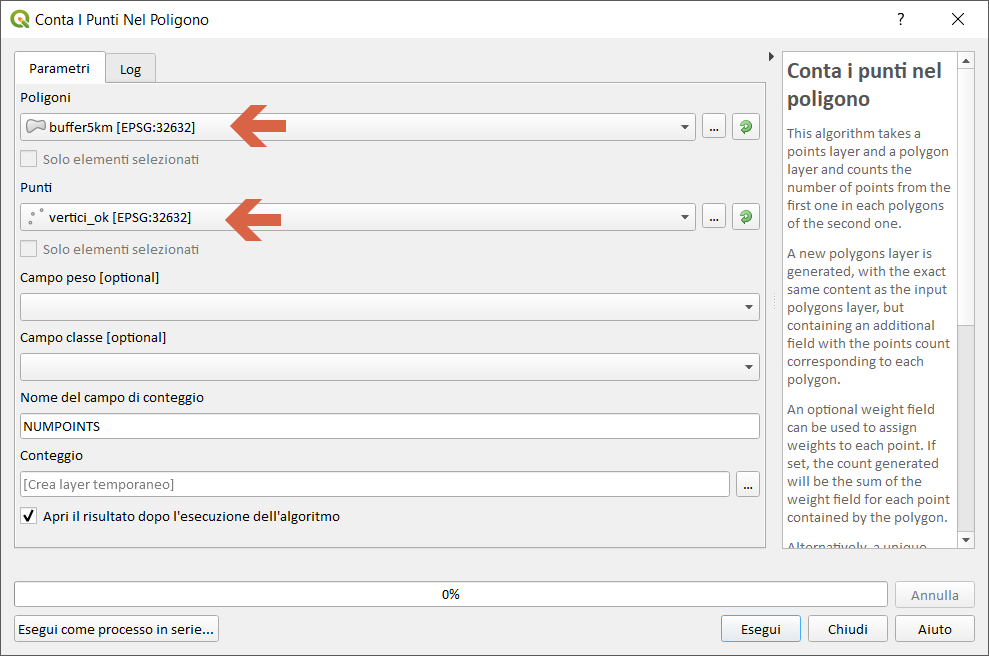 Conta I Punti Nel Poligono
?
Parametri
Log
Poligoni
buffer5km [EPSG:32632]
...
Solo elementi selezionati
Punti
vertici_ok [EPSG:32632]
...
Solo elementi selezionati
Campo peso [optional]
Campo classe [optional]
Nome del campo di conteggio
NUMPOINTS
Conteggio
[Crea layer temporaneo]
...
Apri il risultato dopo l'esecuzione dell'algoritmo
Conta i punti nel
poligono
This algorithm takes a
points layer and a polygon
layer and counts the
number of points from the
first one in each polygons
of the second one.
A new polygons layer is
generated, with the exact
same content as the input
polygons layer, but
containing an additional
field with the points count
corresponding to each
polygon.
An optional weight field
can be used to assign
weights to each point. If
set, the count generated
will be the sum of the
weight field for each point
contained by the polygon.
Alternatively, a unique
0%
Annulla
Esegui come processo in serie...
Esegui
Chiudi
Aiuto